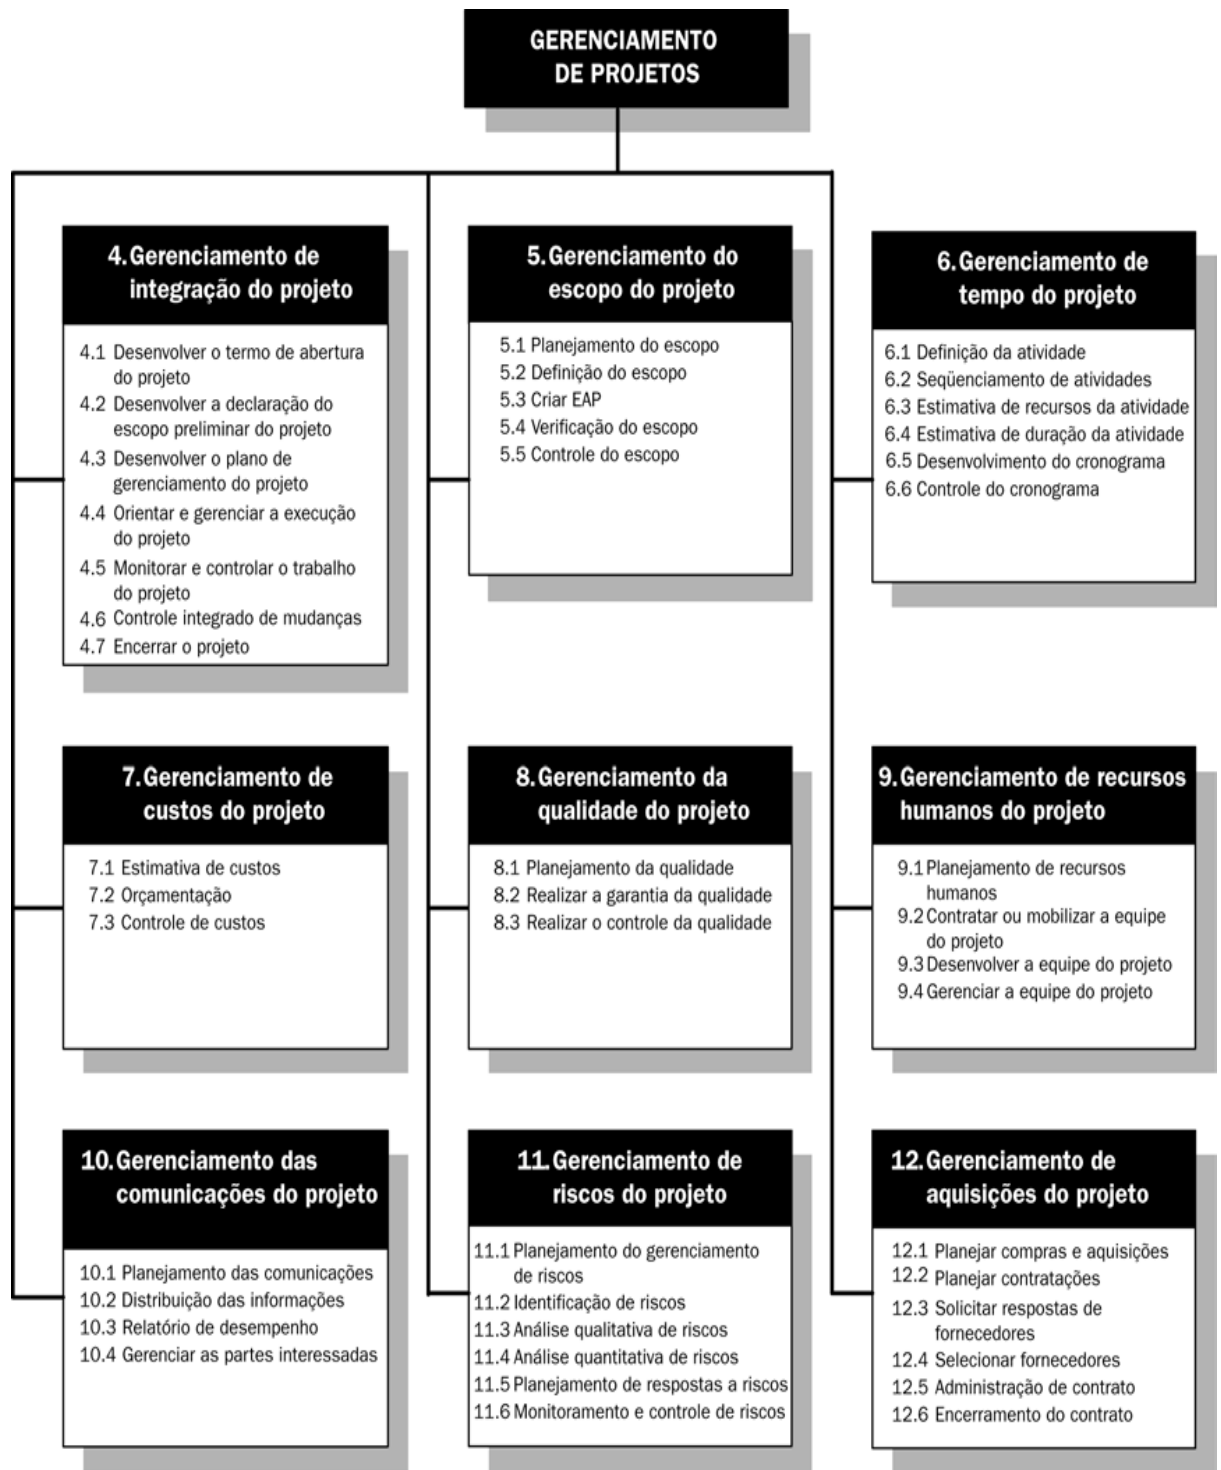 GERENCIAMENTO
DE PROJETOS
4. Gerenciamento de
integração do projeto
4.1 Desenvolver o termo de abertura
do projeto
4.2 Desenvolver a declaração do
escopo preliminar do projeto
4.3 Desenvolver o plano de
gerenciamento do projeto
4.4 Orientar e gerenciar a execução
do projeto
4.5 Monitorar e controlar o trabalho
do projeto
4.6 Controle integrado de mudanças
4.7 Encerrar o projeto
5. Gerenciamento do
escopo do projeto
5.1 Planejamento do escopo
5.2 Definição do escopo
5.3 Criar EAP
5.4 Verificação do escopo
5.5 Controle do escopo
6. Gerenciamento de
tempo do projeto
6.1 Definição da atividade
6.2 Seqüenciamento de atividades
6.3 Estimativa de recursos da atividade
6.4 Estimativa de duração da atividade
6.5 Desenvolvimento do cronograma
6.6 Controle do cronograma
7. Gerenciamento de
custos do projeto
7.1 Estimativa de custos
7.2 Orçamentação
7.3 Controle de custos
8. Gerenciamento da
qualidade do projeto
8.1 Planejamento da qualidade
8.2 Realizar a garantia da qualidade
8.3 Realizar o controle da qualidade
9. Gerenciamento de recursos
humanos do projeto
9.1 Planejamento de recursos
humanos
9.2 Contratar ou mobilizar a equipe
do projeto
9.3 Desenvolver a equipe do projeto
9.4 Gerenciar a equipe do projeto
10. Gerenciamento das
comunicações do projeto
10.1 Planejamento das comunicações
10.2 Distribuição das informações
10.3 Relatório de desempenho
10.4 Gerenciar as partes interessadas
11. Gerenciamento de
riscos do projeto
11.1 Planejamento do gerenciamento
de riscos
11.2 Identificação de riscos
11.3 Análise qualitativa de riscos
11.4 Análise quantitativa de riscos
11.5 Planejamento de respostas a riscos
11.6 Monitoramento e controle de riscos
12. Gerenciamento de
aquisições do projeto
12.1 Planejar compras e aquisições
12.2 Planejar contratações
12.3 Solicitar respostas de
fornecedores
12.4 Selecionar fornecedores
12.5 Administração de contrato
12.6 Encerramento do contrato